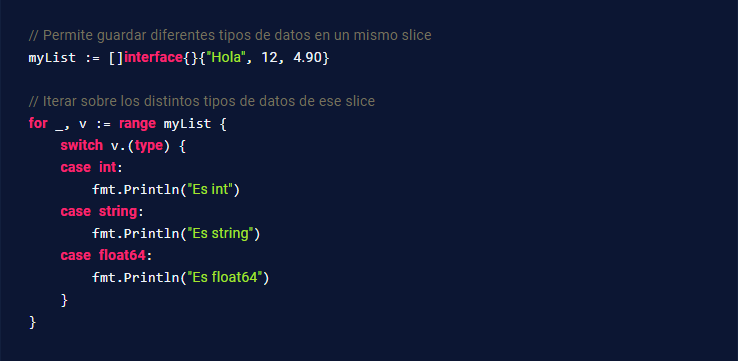 // Permite guardar diferentes tipos de datos en un mismo slice
myList := []interface{}{"Hola", 12, 4.90}

// Iterar sobre los distintos tipos de datos de ese slice
for _, v := range myList {
    switch v.(type) {
    case int:
        fmt.Println("Es int")
    case string:
        fmt.Println("Es string")
    case float64:
        fmt.Println("Es float64")
    }
}